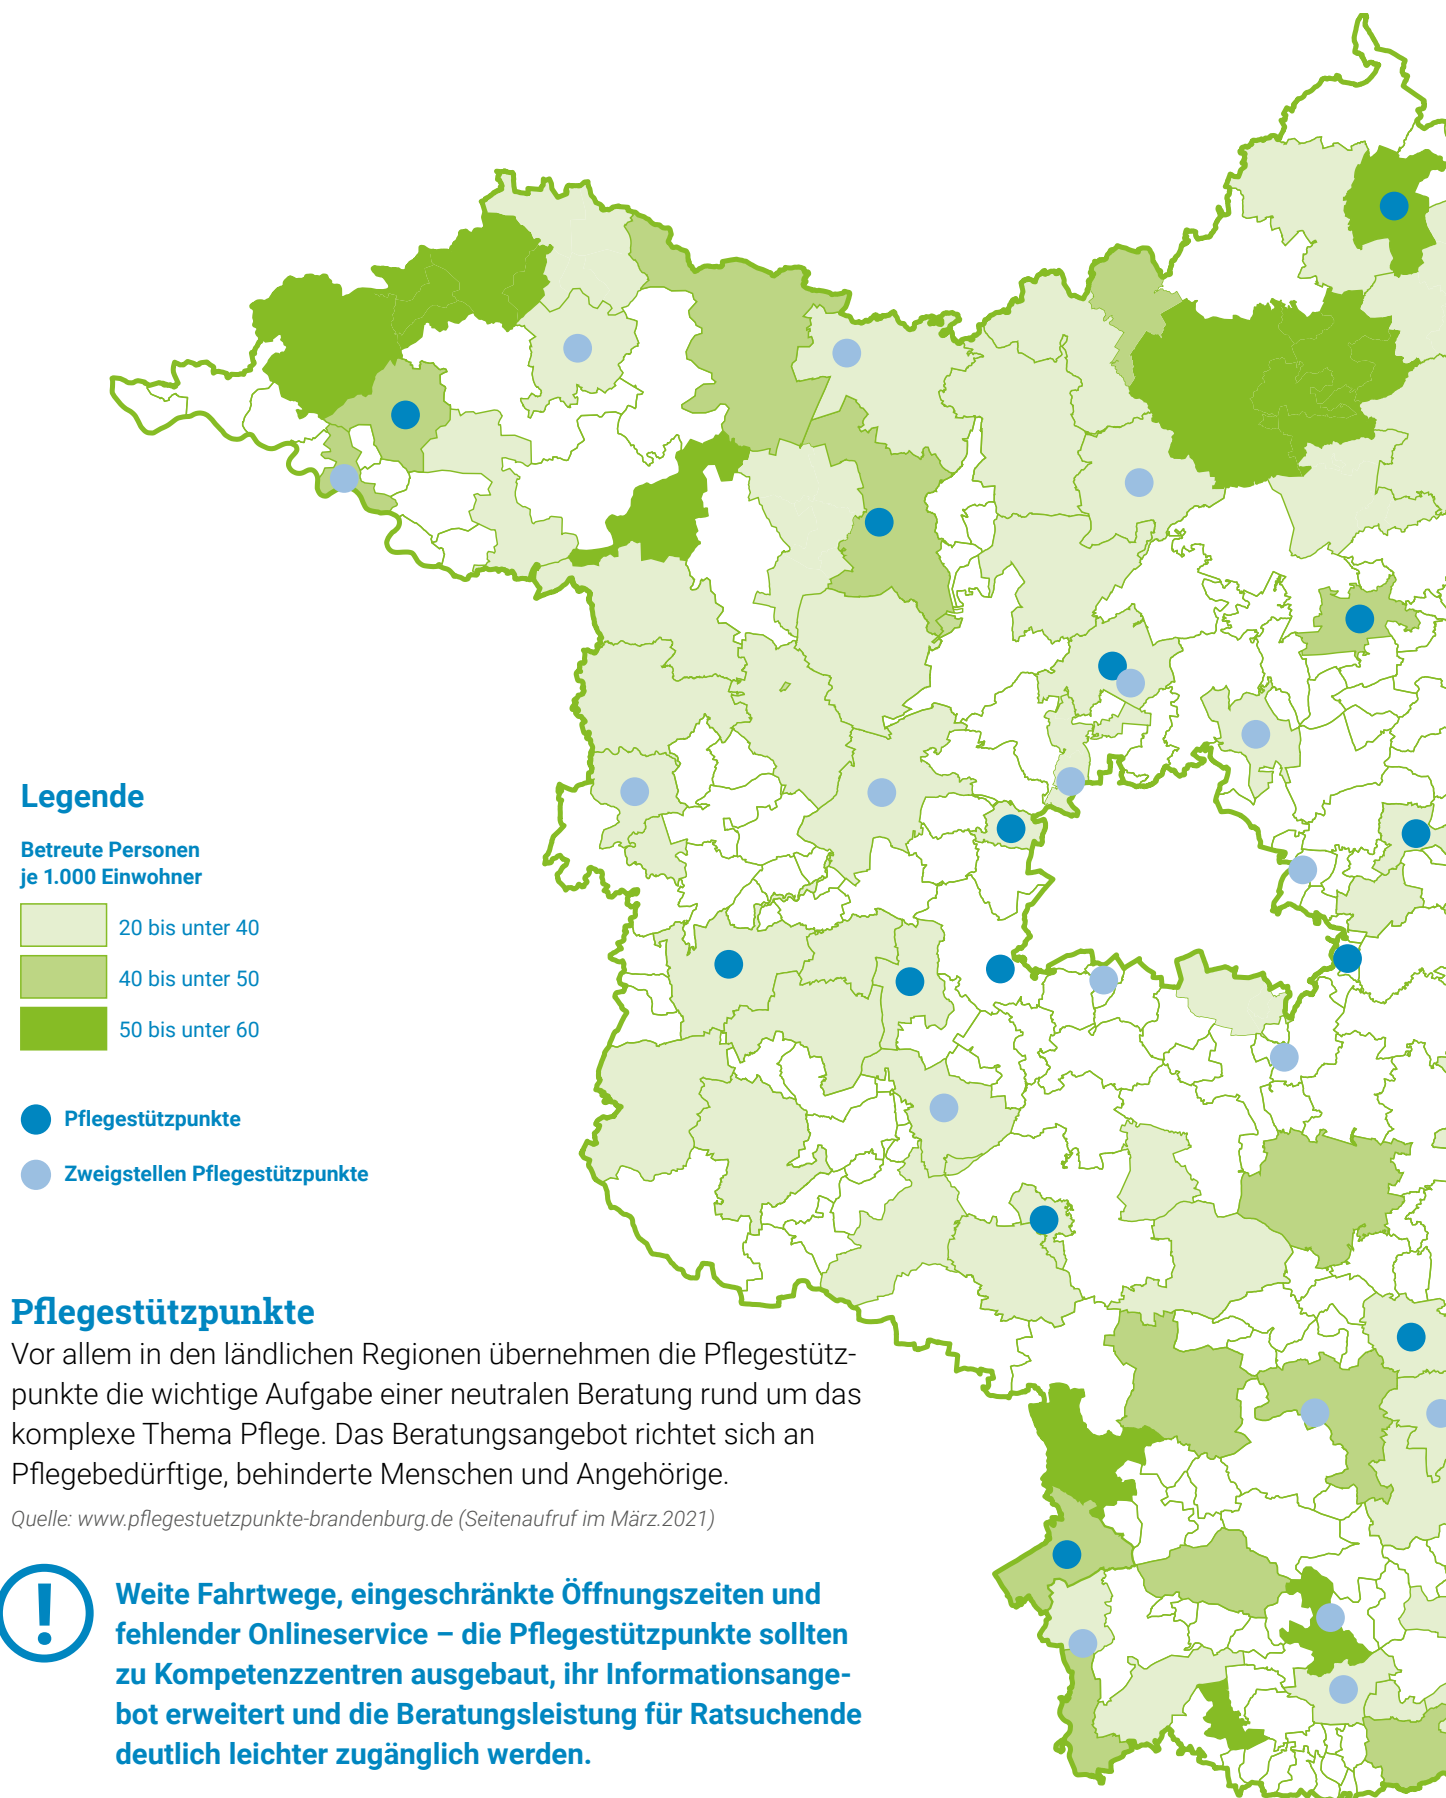 Legende
Betreute Personen
je 1.000 Einwohner
20 bis unter 40
40 bis unter 50
50 bis unter 60
Pflegestützpunkte
Zweigstellen Pflegestützpunkte
Pflegestützpunkte
Vor allem in den ländlichen Regionen übernehmen die Pflegestütz-
punkte die wichtige Aufgabe einer neutralen Beratung rund um das
komplexe Thema Pflege. Das Beratungsangebot richtet sich an
Pflegebedürftige, behinderte Menschen und Angehörige.
Quelle: www.pflegestuetzpunkte-brandenburg.de (Seitenaufruf im März.2021)
!
Weite Fahrtwege, eingeschränkte Öffnungszeiten und
fehlender Onlineservice – die Pflegestützpunkte sollten
zu Kompetenzzentren ausgebaut, ihr Informationsange-
bot erweitert und die Beratungsleistung für Ratsuchende
deutlich leichter zugänglich werden.